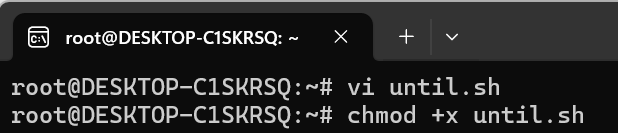 root@DESKTOP-C1SKRSQ: ~
root@DESKTOP-C1SKRSQ:~# vi until.sh
root@DESKTOP-C1SKRSQ:~# chmod +x until.sh